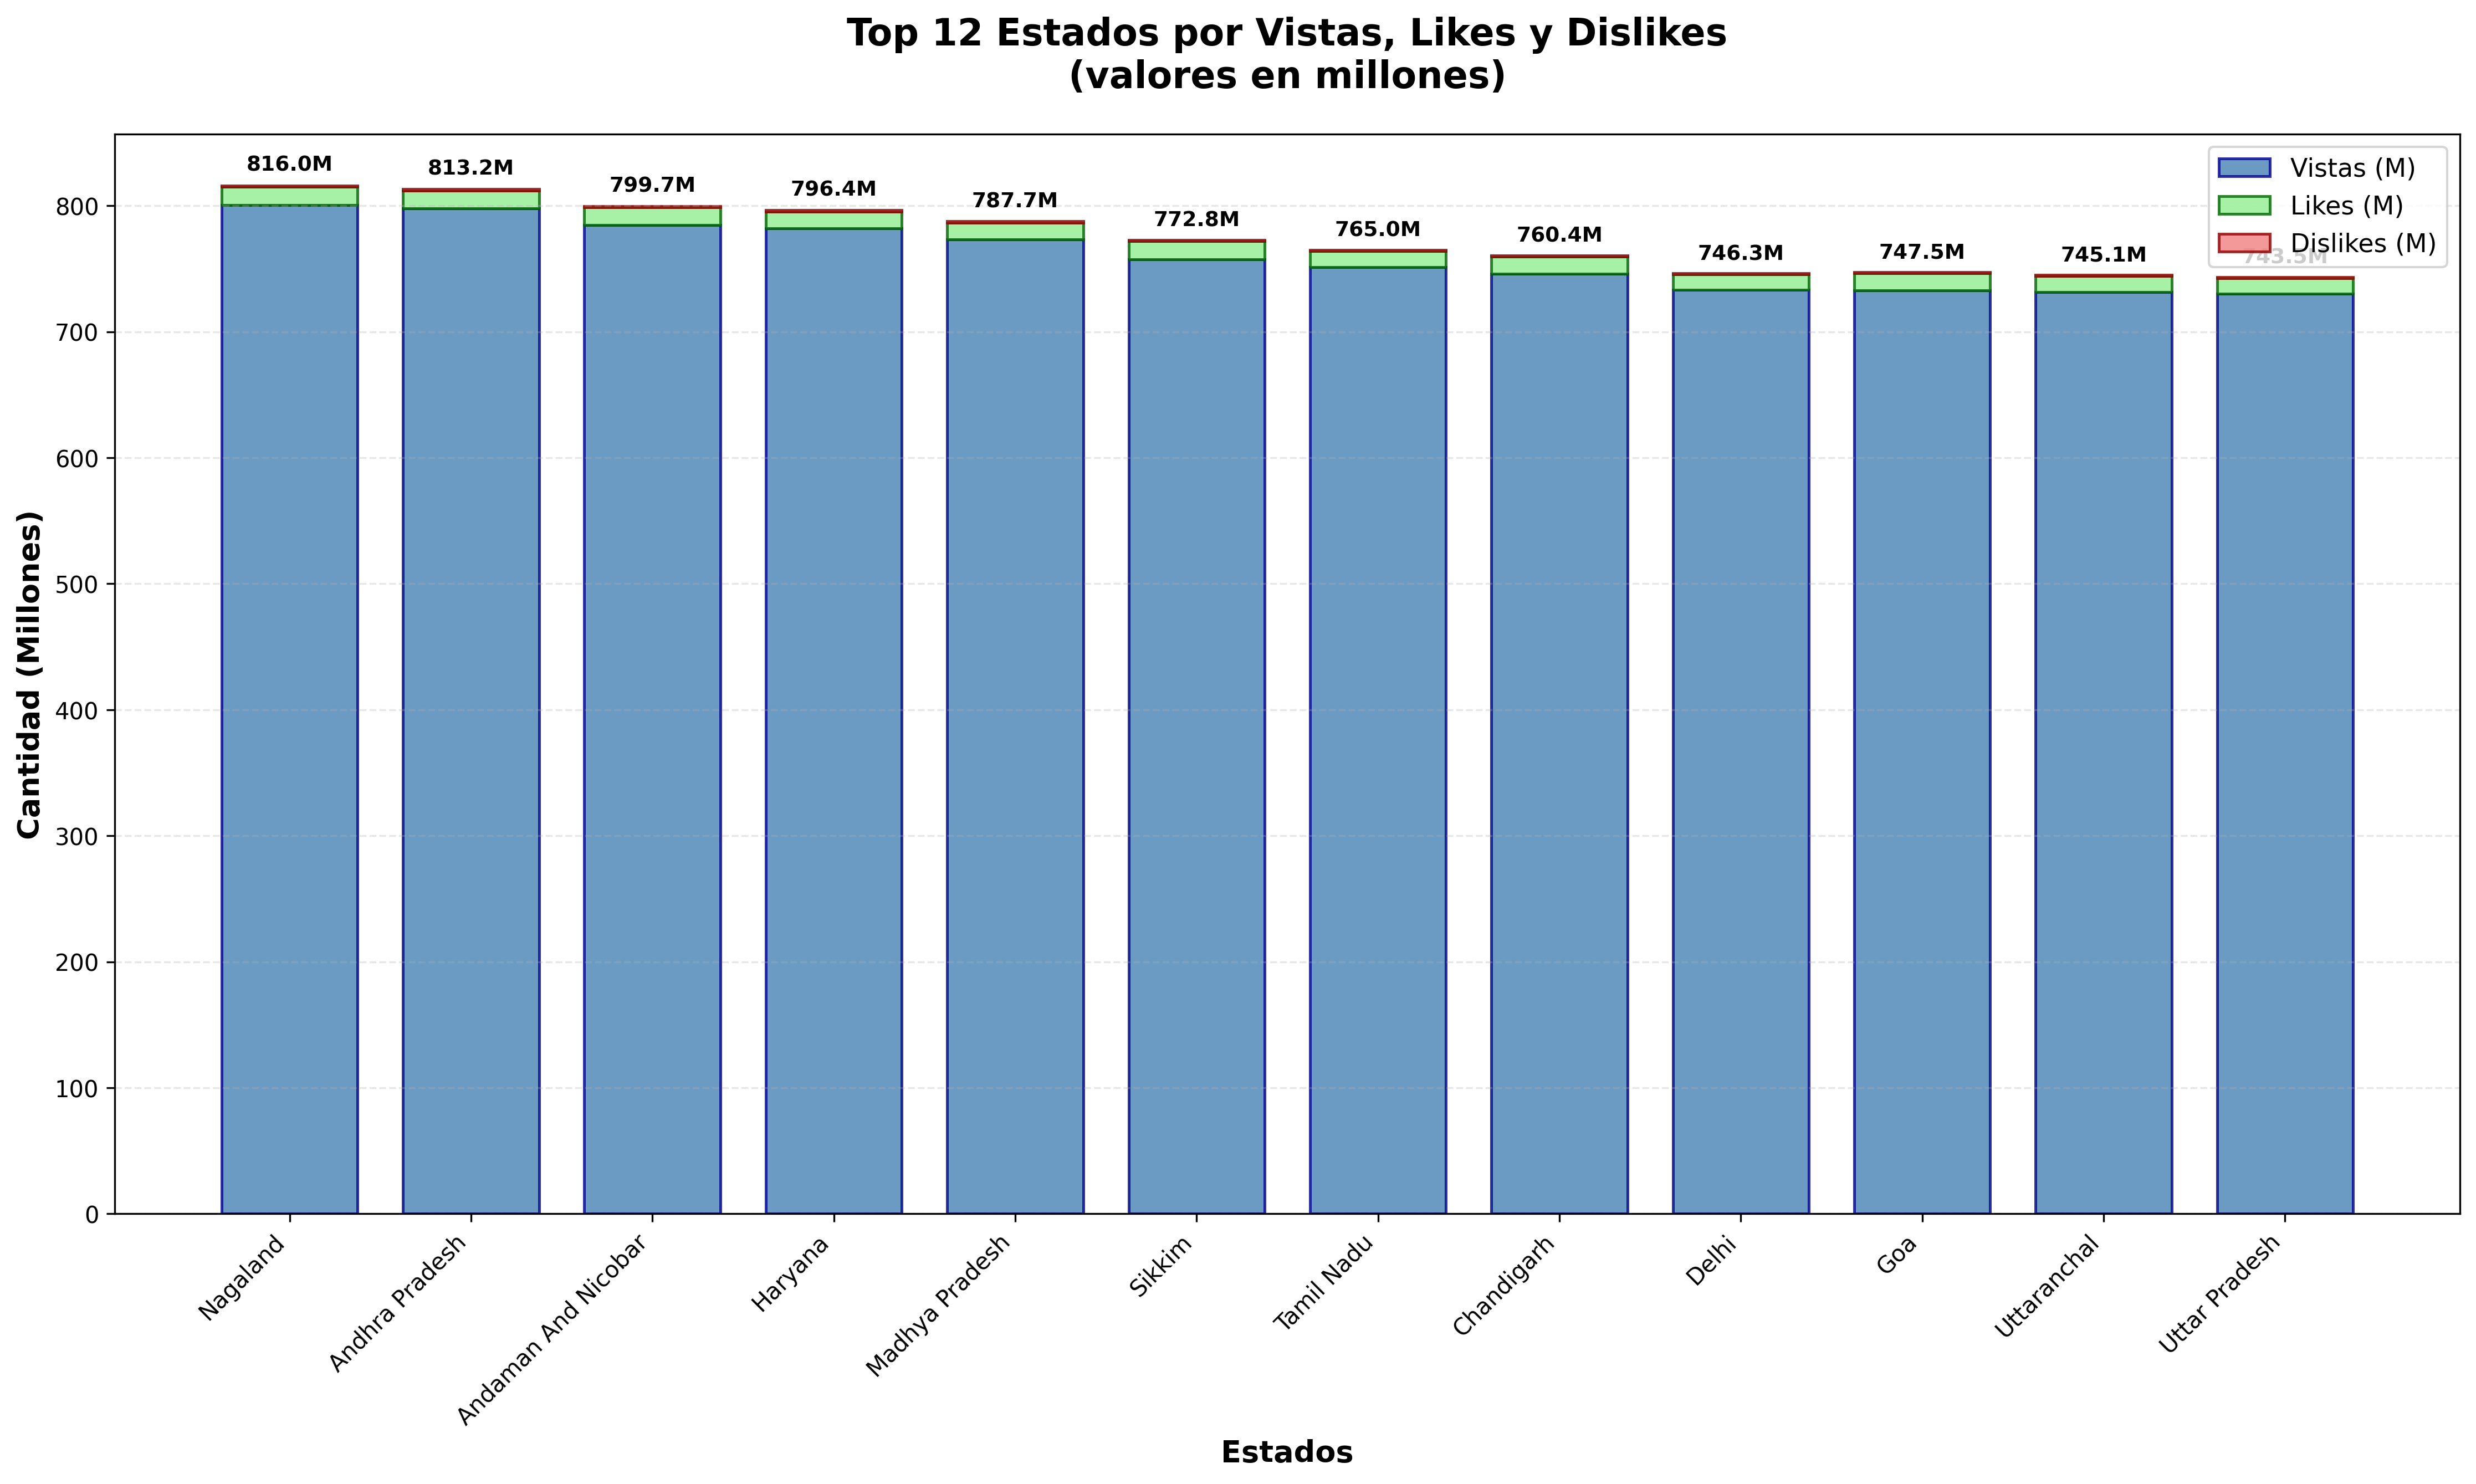 Top 12 Estados por Vistas, Likes y Dislikes
(valores en millones)
Cantidad (Millones)
800
700
600
500
400
300
200
100
0
816.0M
813.2M
799.7M
796.4M
787.7M
772.8M
765.0M
760.4M
746.3M
747.5M
745.1M
743.5M
Vistas (M)
Likes (M)
Dislikes (M)
Nagaland
Andhra Pradesh
Andaman And Nicobar
Haryana
Madhya Pradesh
Sikkim
Tamil Nadu
Chandigarh
Delhi
Goa
Uttaranchal
Uttar Pradesh
Estados